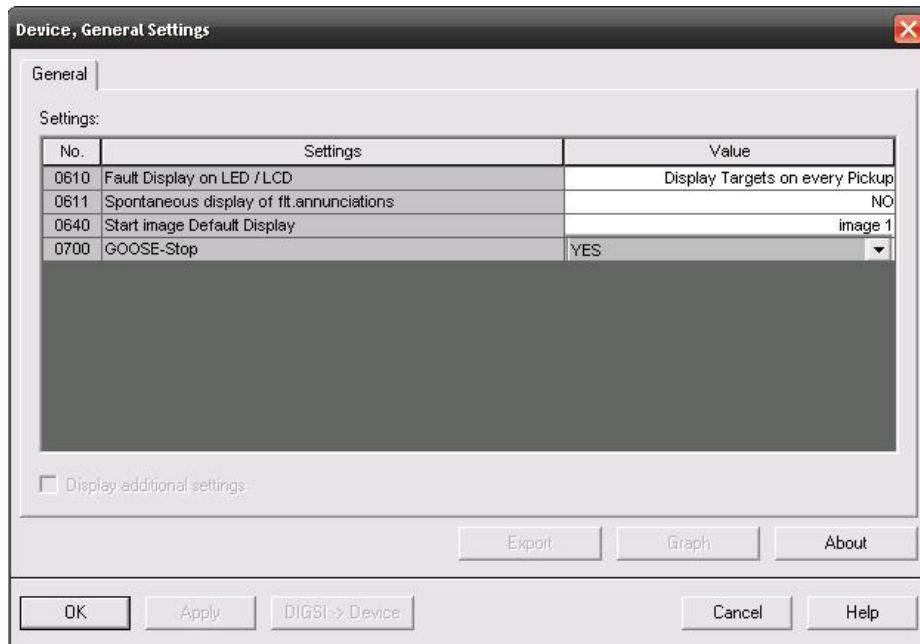 Device, General Settings
General
Settings:
No. Settings Value
0610 Fault Display on LED / LCD Display Targets on every Pickup
0611 Spontaneous display of flt.annunciations NO
0640 Start image Default Display image 1
0700 GOOSE-Stop YES
Display additional settings
Export Graph About
OK Apply DIGSI -> Device Cancel Help